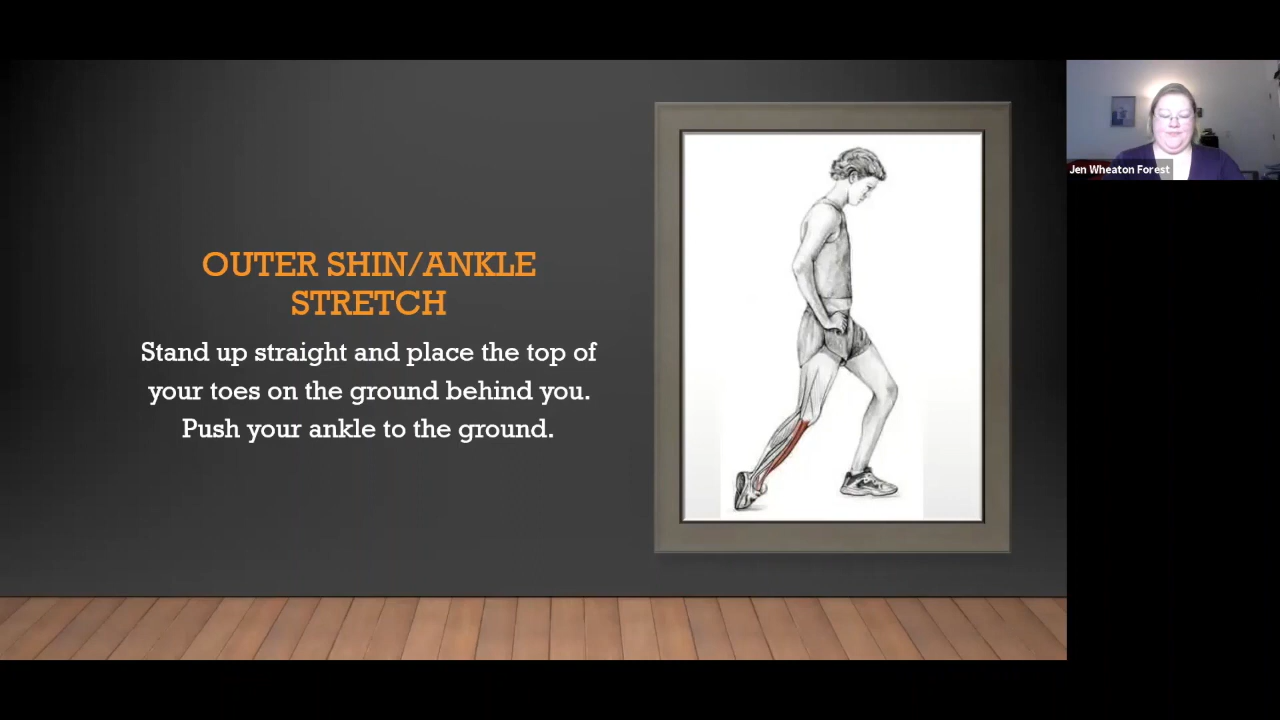 OUTER SHIN/ANKLE
STRETCH
Stand up straight and place the top of
your toes on the ground behind you.
Push your ankle to the ground.
Jen Wheaton Forest